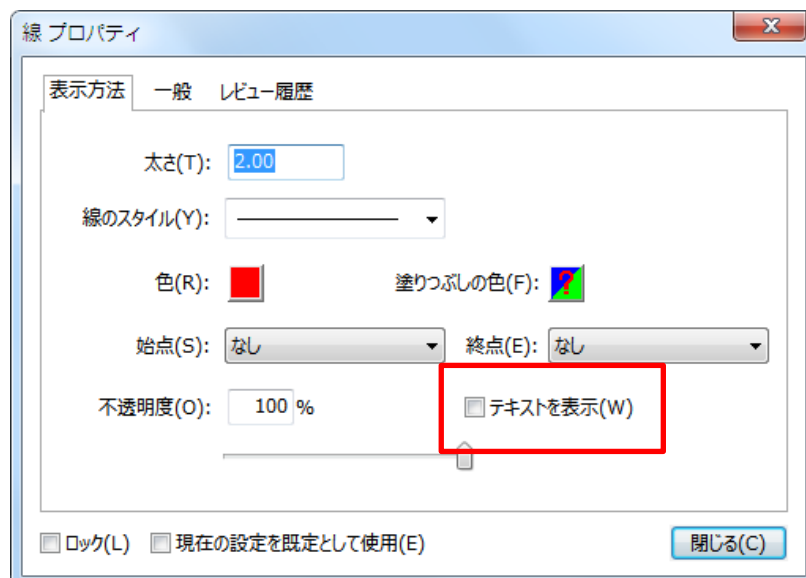 線 プロパティ
表示方法 一般 レビュー履歴
太さ(T): 2.00
線のスタイル(Y):
色(R): 塗りつぶしの色(F): ?
始点(S): なし 終点(E): なし
不透明度(O): 100 % テキストを表示(W)
ロック(L) 現在の設定を既定として使用(E) 閉じる(C)